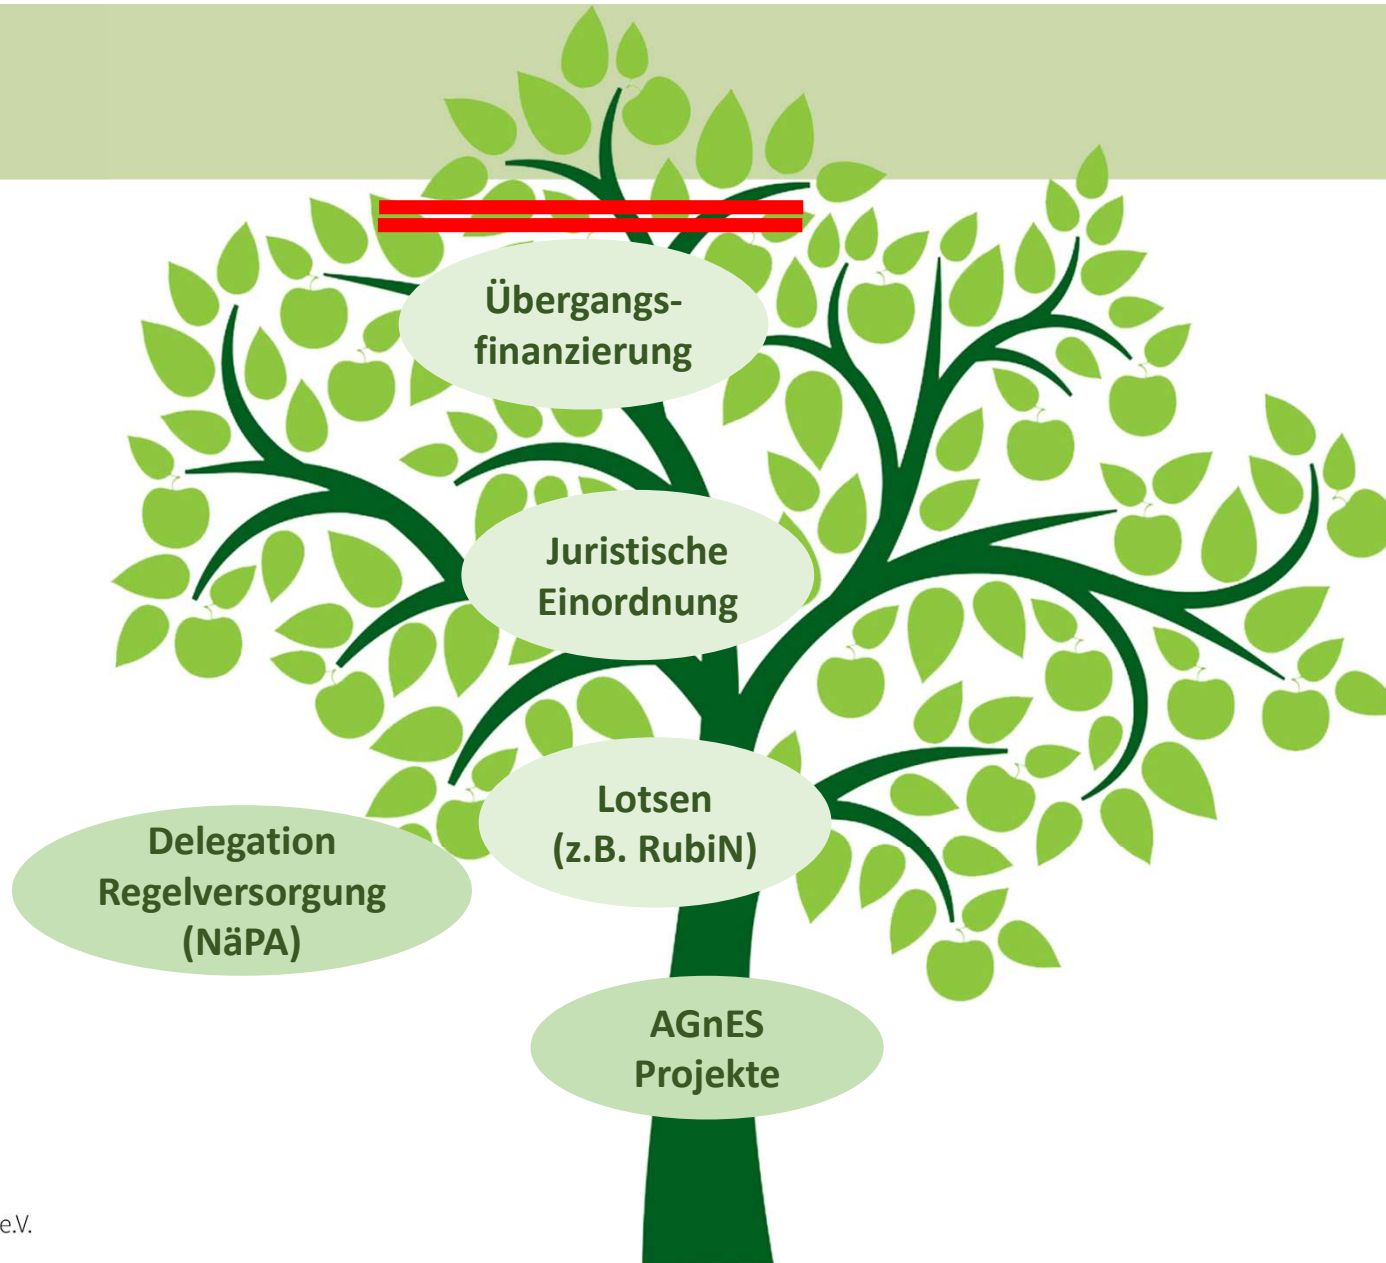 Übergangs-
finanzierung
Juristische
Einordnung
Lotsen
(z.B. RubiN)
Delegation
Regelversorgung
(NäPA)
AGnES
Projekte
e.V.